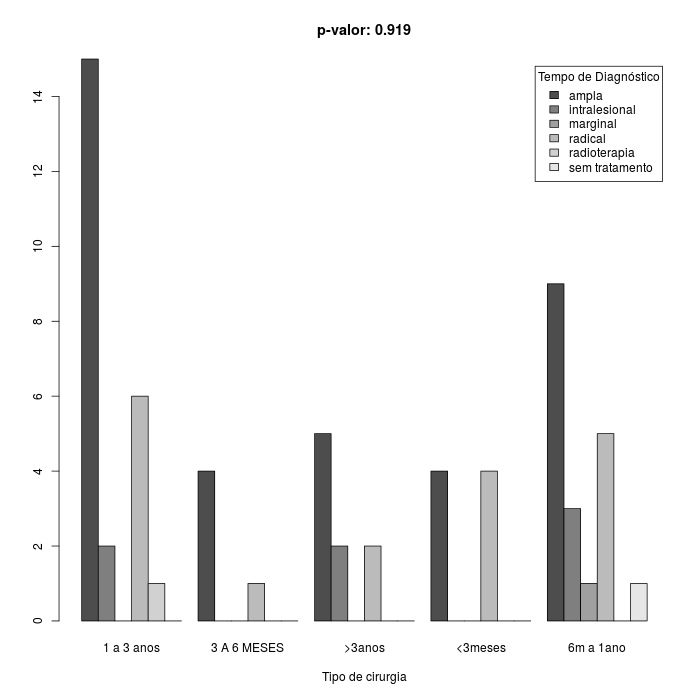 p-valor: 0.919
Tempo de Diagnóstico
ampla
intralesional
marginal
radical
radioterapia
sem tratamento
14
12
10
8
6
4
2
0
1 a 3 anos 3 A 6 MESES >3anos <3meses 6m a 1ano
Tipo de cirurgia